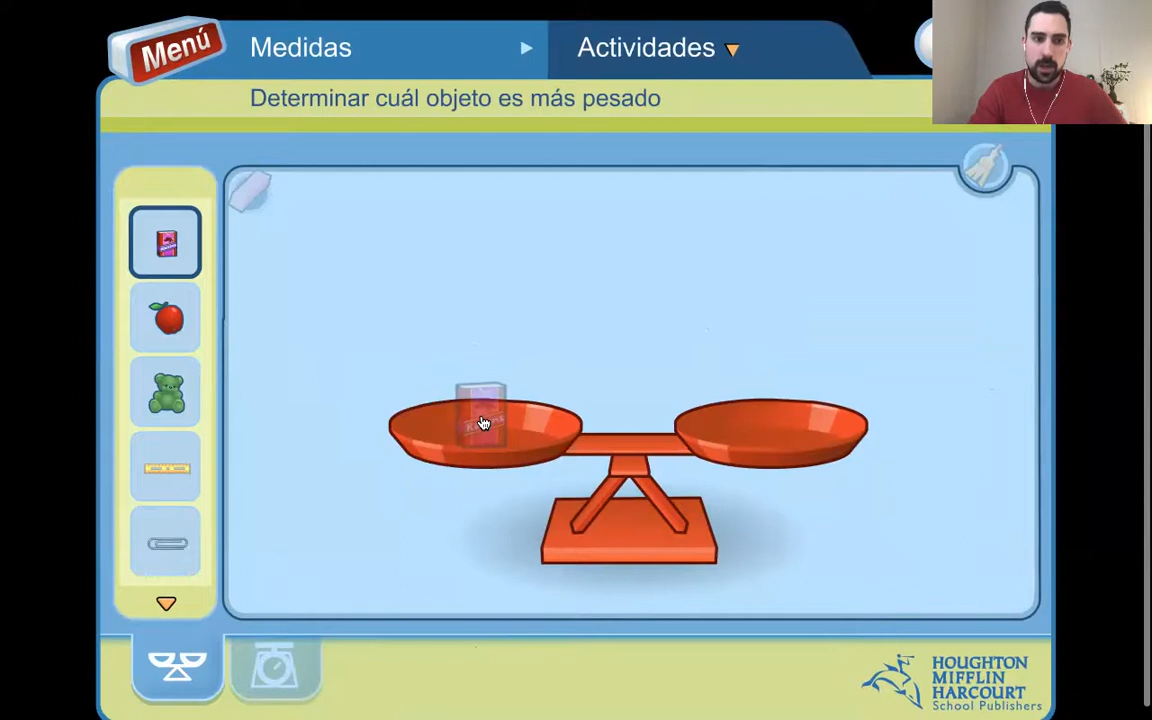 Menú
Medidas
Actividades
Determinar cuál objeto es más pesado
HOUGHTON
MIFFLIN
HARCOURT
School Publishers